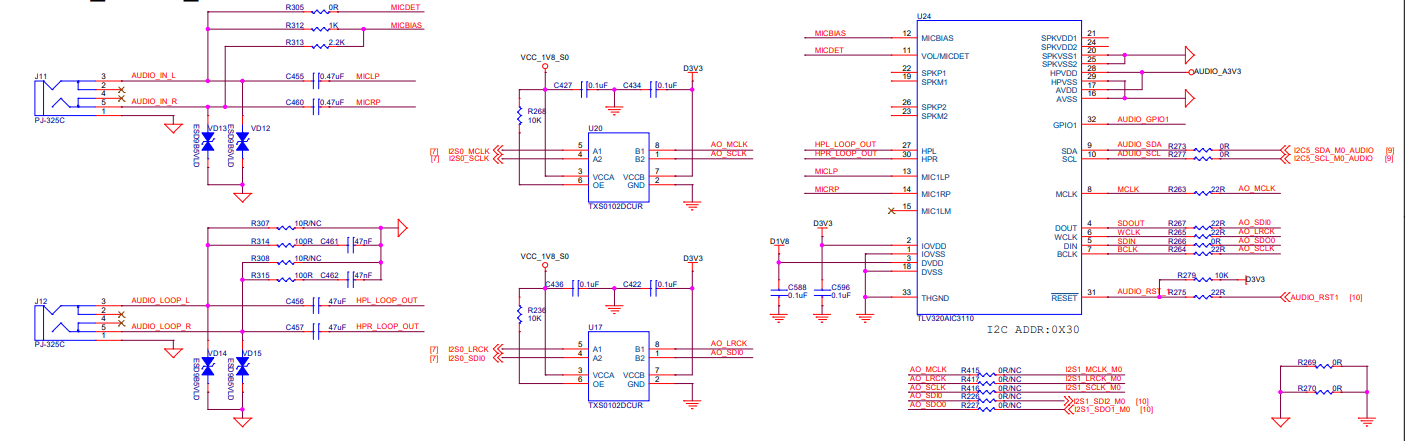 R305 0R MICDET
R312 1K MICBIAS
R313 2.2K
J11
3 AUDIO_IN_L C455 0.47uF MICLP
2
4
5 AUDIO_IN_R C460 0.47uF MICRP
1
PJ-325C
VD13 VD12
ESD9B5VLD
R307 10R/NC
R314 100R C461 47nF
R308 10R/NC
R315 100R C462 47nF
J12
3 AUDIO_LOOP_L C456 47uF HPL_LOOP_OUT
2
4
5 AUDIO_LOOP_R C457 47uF HPR_LOOP_OUT
1
PJ-325C
VD14 VD15
VCC_1V8_S0 D3V3
C427 0.1uF C434 0.1uF
R268
10K
U20
[7] I2S0_MCLK 5 A1 B1 8 AO_MCLK
[7] I2S0_SCLK 4 A2 B2 1 AO_SCLK
3 VCCA VCCB 7
6 OE GND 2
TXS0102DCUR
VCC_1V8_S0 D3V3
C436 0.1uF C422 0.1uF
R236
10K
U17
[7] I2S0_LRCK 5 A1 B1 8 AO_LRCK
[7] I2S0_SDI0 4 A2 B2 1 AO_SDI0
3 VCCA VCCB 7
6 OE GND 2
TXS0102DCUR
U24
MICBIAS 12 MICBIAS
MICDET 11 VOL/MICDET
22 SPKP1
19 SPKM1
26 SPKP2
23 SPKM2
HPL_LOOP_OUT 27 HPL
HPR_LOOP_OUT 30 HPR
MICLP 13 MIC1LP
MICRP 14 MIC1RP
15 MIC1LM
D3V3
D1V8
2 IOVDD
1 IOVSS
3 DVDD
18 DVSS
C588
0.1uF
C596
0.1uF
33 THGND
TLV320AIC3110
SPKVDD1 21
SPKVDD2 24
SPKVSS1 20
SPKVSS2 25
HPVDD 28 AUDIO_A3V3
HPVSS 29
AVDD 17
AVSS 16
GPIO1 32 AUDIO_GPIO1
SDA 9 AUDIO_SDA R273 0R I2C5_SDA_M0_AUDIO [9]
SCL 10 AUDIO_SCL R277 0R I2C5_SCL_M0_AUDIO [9]
MCLK 8 MCLK R263 22R AO_MCLK
DOUT 4 SDOUT R267 22R AO_SDI0
WCLK 6 WCLK R265 22R AO_LRCK
DIN 5 SDIN R266 0R AO_SDO0
BCLK 7 BCLK R264 22R AO_SCLK
R279 10K D3V3
RESET 31 AUDIO_RST_1 R275 22R AUDIO_RST1 [10]
I2C ADDR:0X30
AO_MCLK R415 0R/NC I2S1_MCLK_M0
AO_LRCK R417 0R/NC I2S1_LRCK_M0
AO_SCLK R416 0R/NC I2S1_SCLK_M0
AO_SDI0 R226 0R/NC I2S1_SDI2_M0 [10]
AO_SDO0 R227 0R/NC I2S1_SDO1_M0 [10]
R269 0R
R270 0R